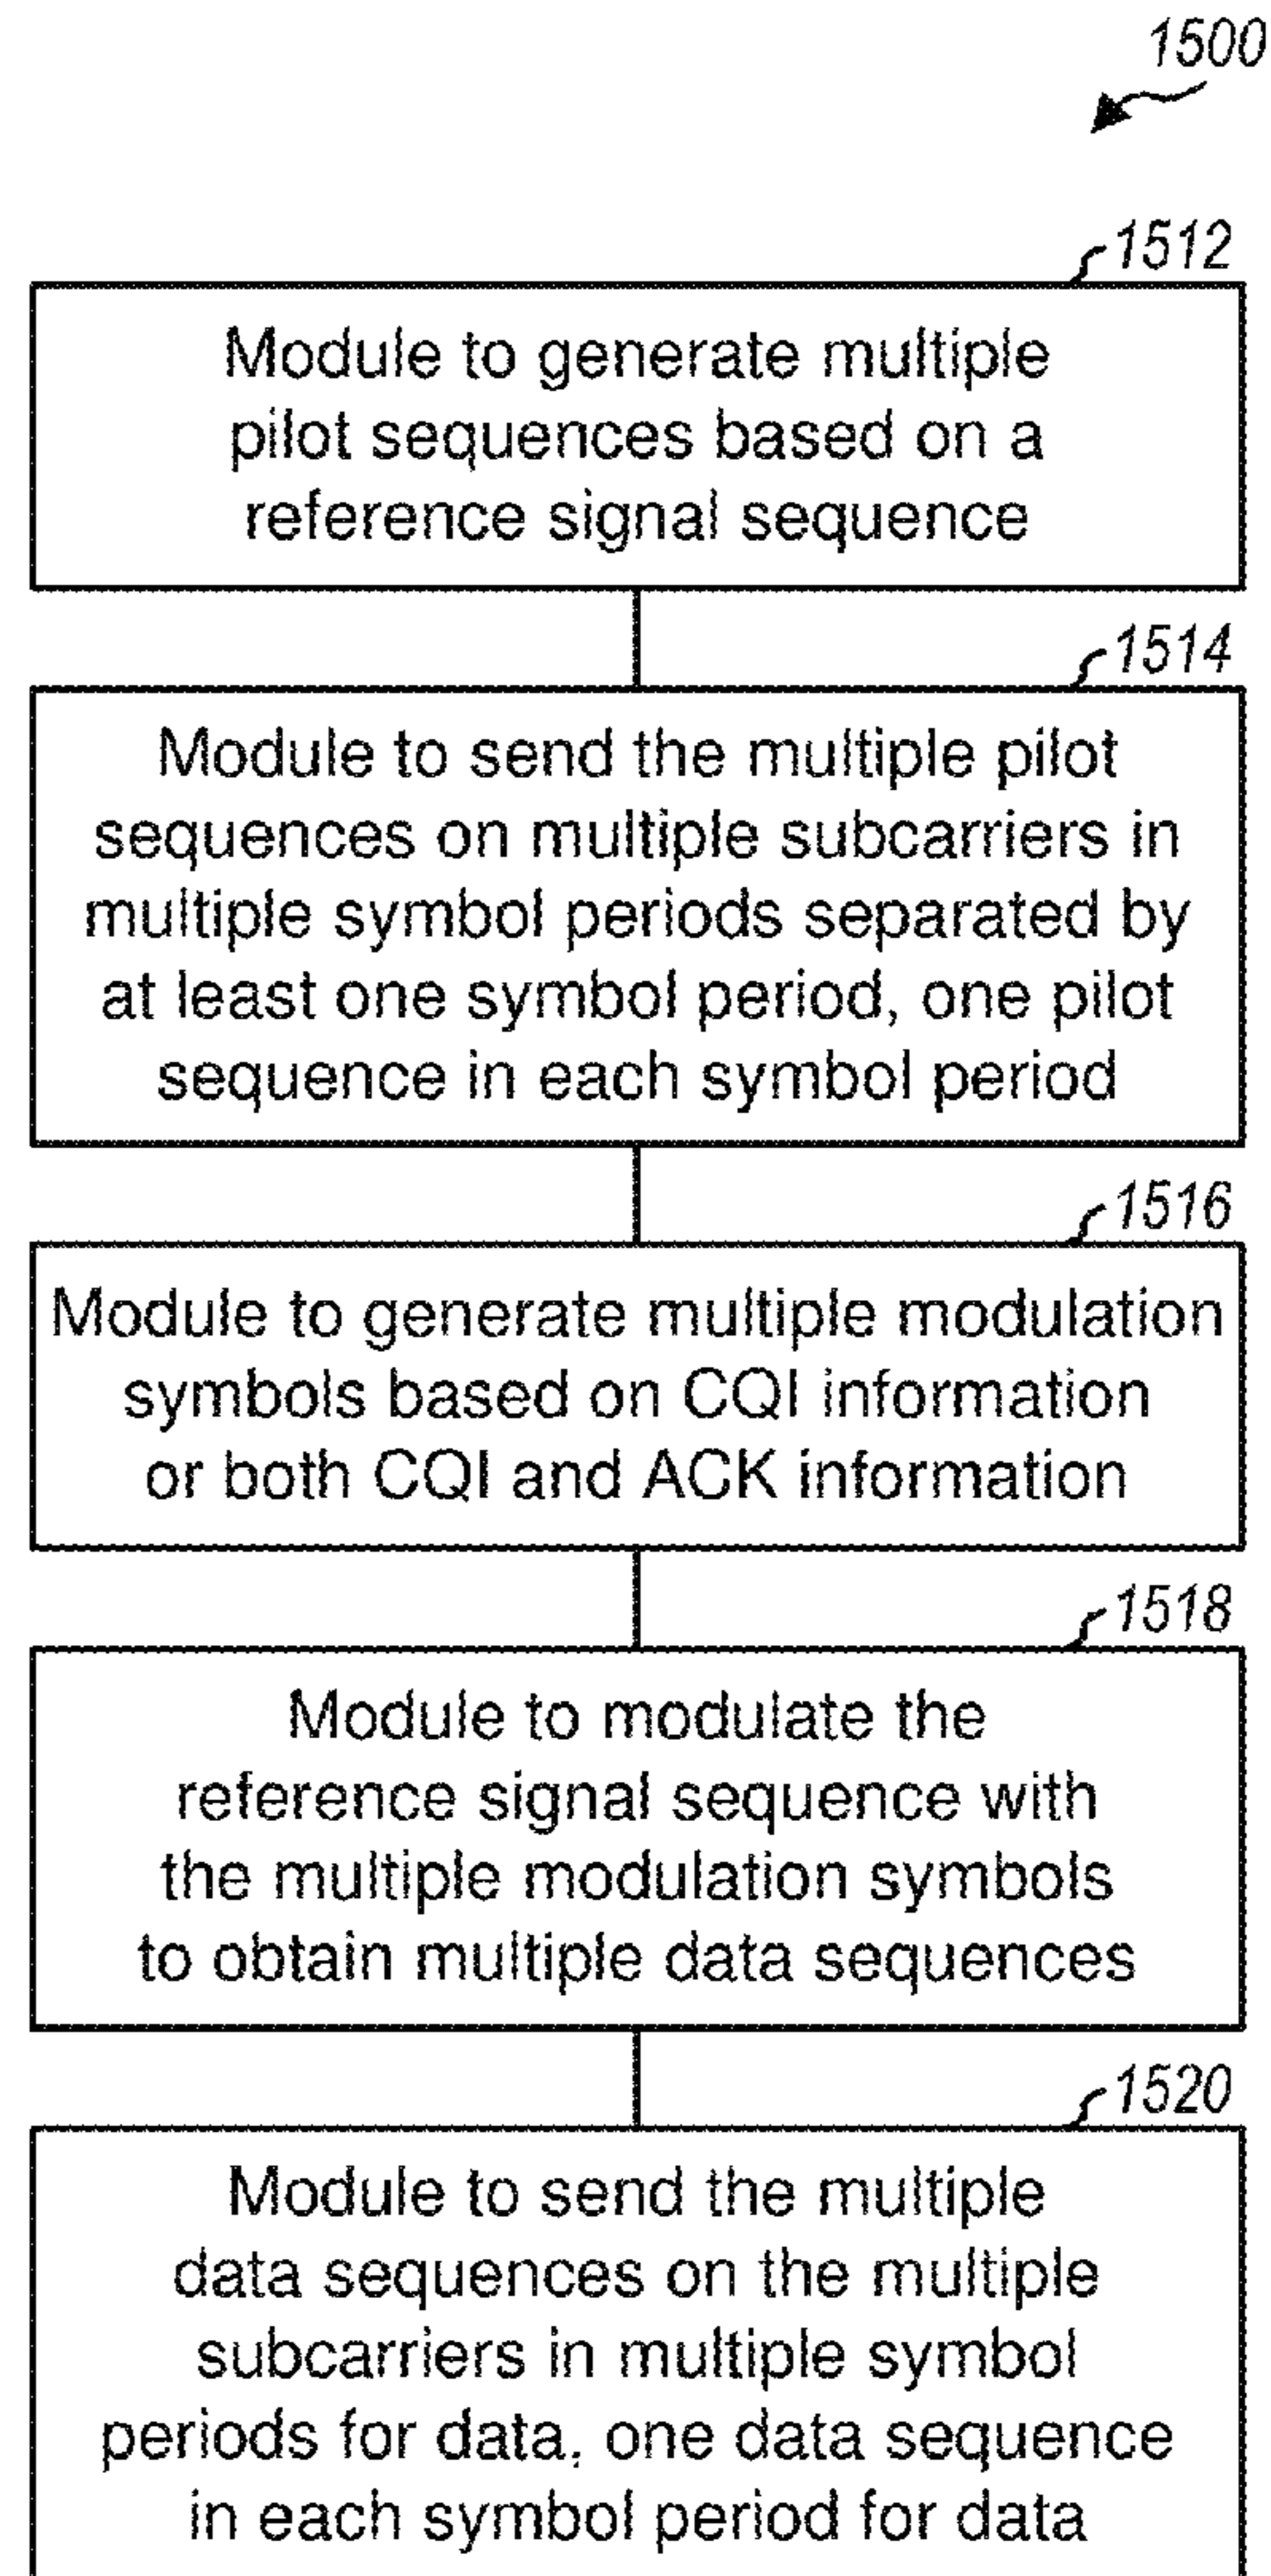 1500
1512
Module to generate multiple
pilot sequences based on a
reference signal sequence
1514
Module to send the multiple pilot
sequences on multiple subcarriers in
multiple symbol periods separated by
at least one symbol period, one pilot
sequence in each symbol period
1516
Module to generate multiple modulation
symbols based on CQI information
or both CQI and ACK information
1518
Module to modulate the
reference signal sequence with
the multiple modulation symbols
to obtain multiple data sequences
1520
Module to send the multiple
data sequences on the multiple
subcarriers in multiple symbol
periods for data, one data sequence
in each symbol period for data